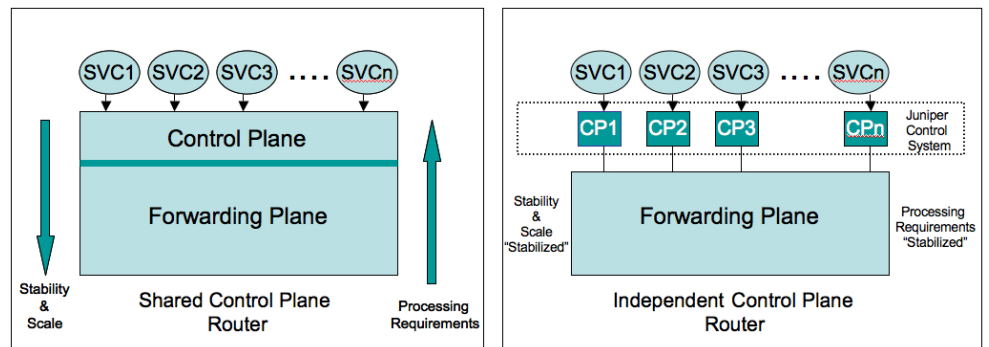 SVC1 SVC2 SVC3 .... SVCn
Control Plane
Forwarding Plane
Stability
&
Scale
Shared Control Plane
Router
Processing
Requirements
SVC1 SVC2 SVC3 .... SVCn
CP1 CP2 CP3 CPn
Juniper
Control
System
Stability
&
Scale
“Stabilized”
Forwarding Plane
Processing
Requirements
“Stabilized”
Independent Control Plane
Router